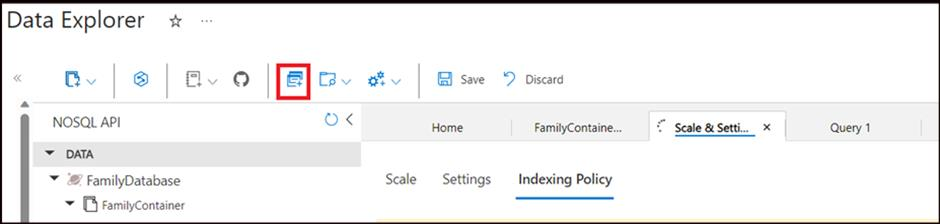 Data Explorer ...
Save Discard
NOSQL API
Home FamilyContaine... Scale & Setti... Query 1
DATA
FamilyDatabase
Scale Settings Indexing Policy
FamilyContainer